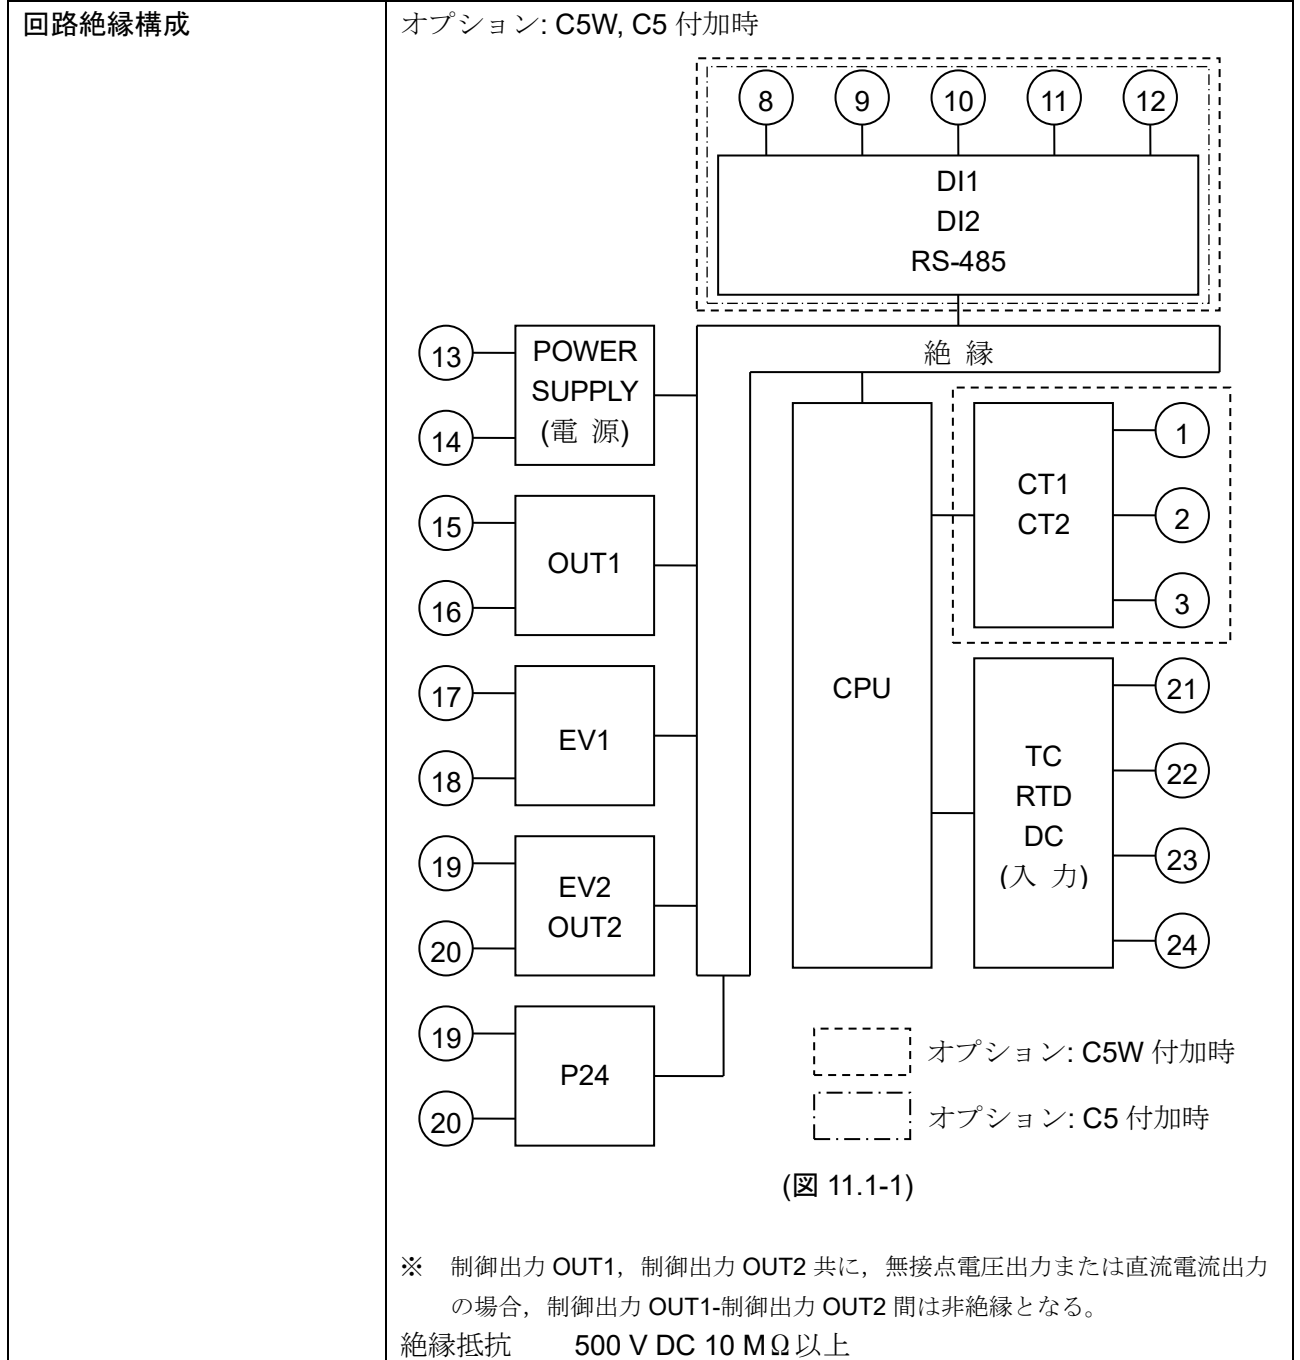 回路絶縁構成
オプション: C5W, C5 付加時
8 9 10 11 12
DI1
DI2
RS-485
絶 縁
13
14
POWER
SUPPLY
(電 源)
15
16
OUT1
17
18
EV1
19
20
EV2
OUT2
19
20
P24
CPU
CT1
CT2
1
2
3
TC
RTD
DC
(入 力)
21
22
23
24
オプション: C5W 付加時
オプション: C5 付加時
(図 11.1-1)
※ 制御出力 OUT1，制御出力 OUT2 共に，無接点電圧出力または直流電流出力
の場合，制御出力 OUT1-制御出力 OUT2 間は非絶縁となる。
絶縁抵抗 500 V DC 10 MΩ以上